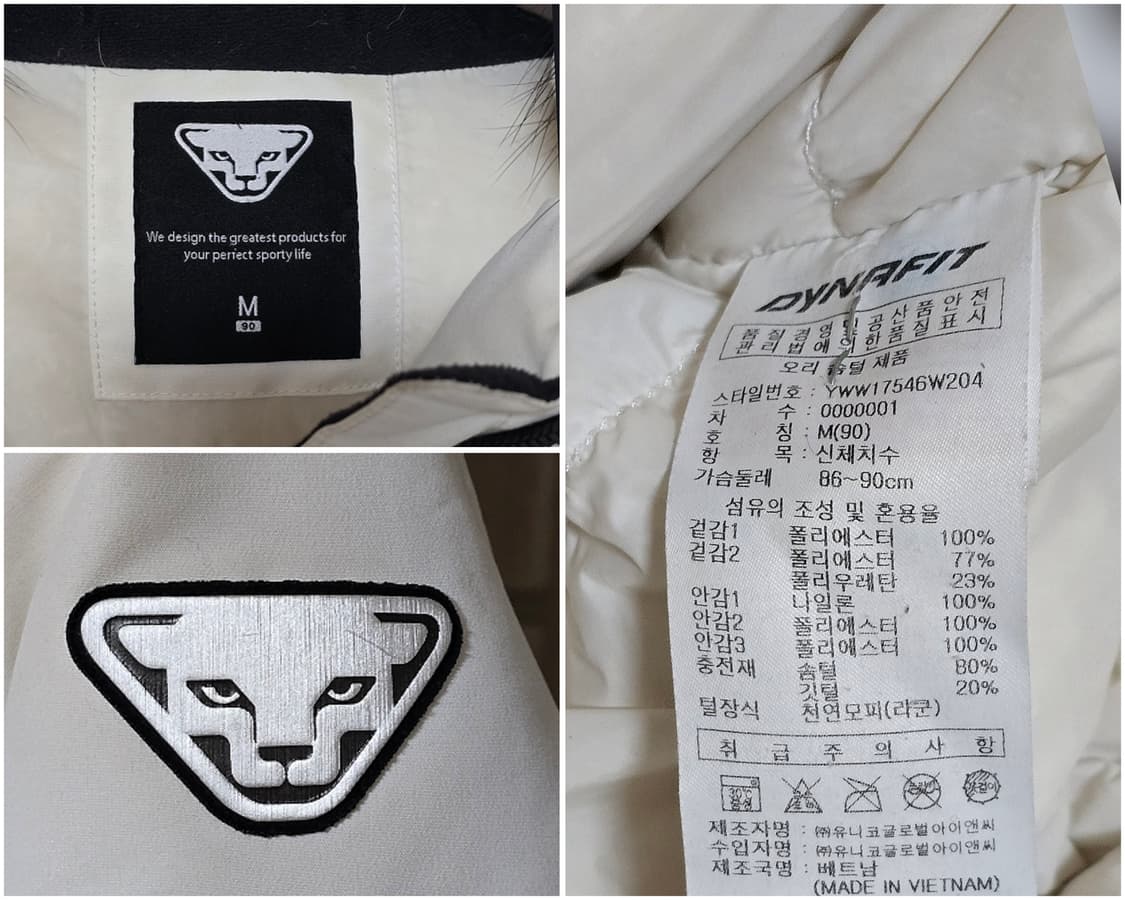 We design the greatest products for
your perfect sporty life
M
90
DYNAFIT
품질경영및공산품안전
관리법에의한품질표시
오리 솜털 제품
스타일번호 : YWW17546W204
차 수 : 0000001
호 칭 : M(90)
항 목 : 신체치수
가슴둘레 86~90cm
섬유의 조성 및 혼용율
겉감1 폴리에스터 100%
겉감2 폴리에스터 77%
폴리우레탄 23%
안감1 나일론 100%
안감2 폴리에스터 100%
안감3 폴리에스터 100%
충전재 솜털 80%
깃털 20%
털장식 천연모피(라쿤)
취 급 주 의 사 항
30℃
중성
옷걸이
제조자명 : ㈜유니코글로벌아이앤씨
수입자명 : ㈜유니코글로벌아이앤씨
제조국명 : 베트남
(MADE IN VIETNAM)